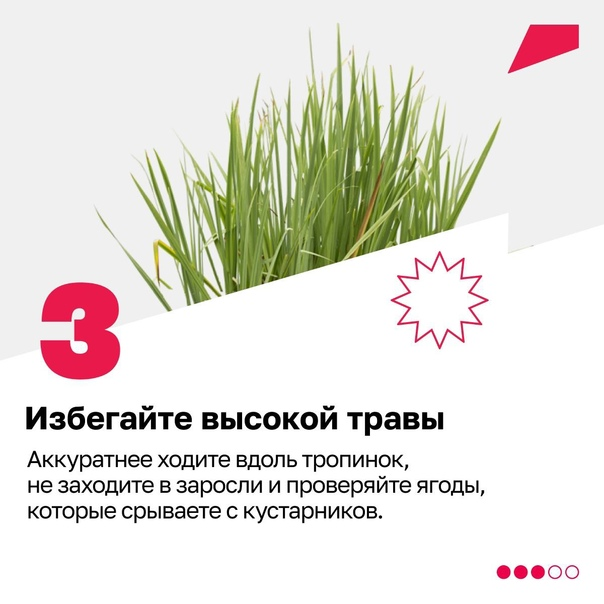 3
Избегайте высокой травы
Аккуратнее ходите вдоль тропинок,
не заходите в заросли и проверяйте ягоды,
которые срываете с кустарников.